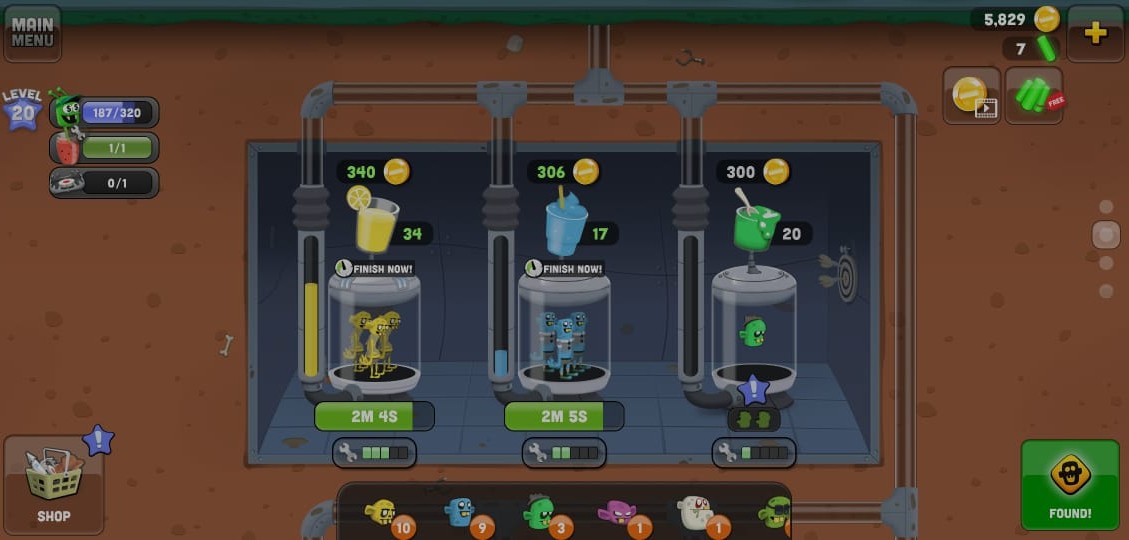 MAIN
MENU
5,829
7
LEVEL
20
187/320
1/1
0/1
FREE
340
306
300
34
17
20
FINISH NOW!
FINISH NOW!
2M 4S
2M 5S
SHOP
10
9
3
1
1
FOUND!